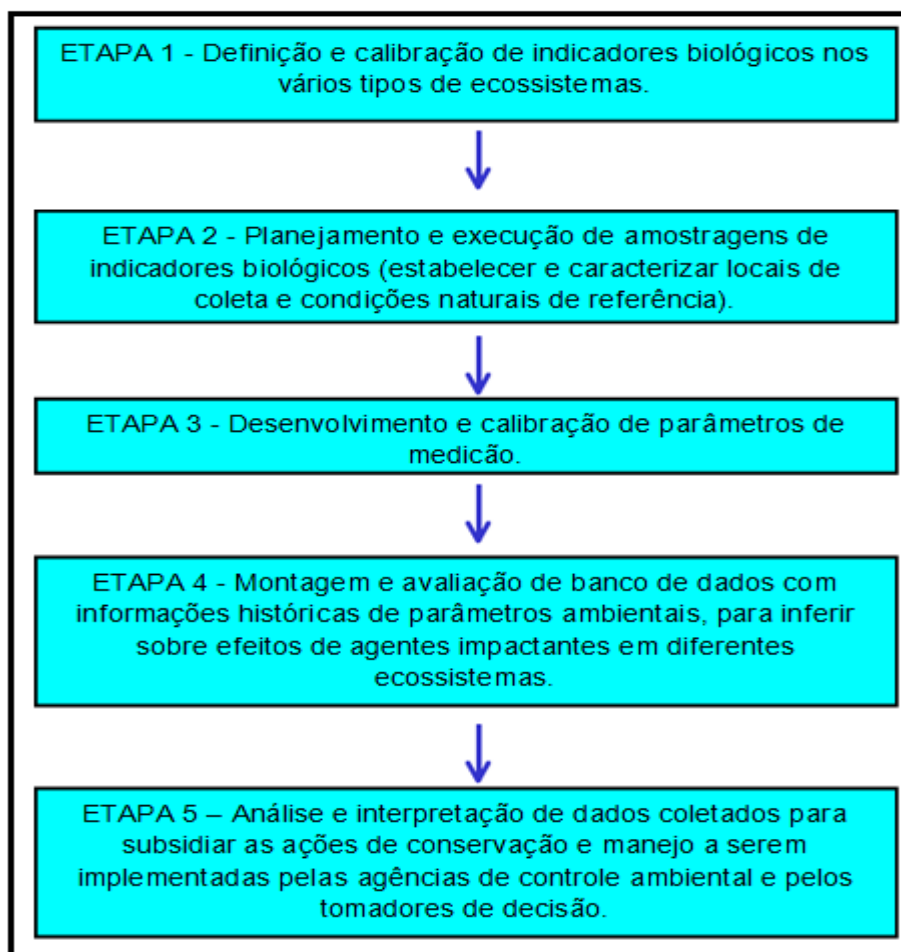 ETAPA 1 - Definição e calibração de indicadores biológicos nos
vários tipos de ecossistemas.
ETAPA 2 - Planejamento e execução de amostragens de
indicadores biológicos (estabelecer e caracterizar locais de
coleta e condições naturais de referência).
ETAPA 3 - Desenvolvimento e calibração de parâmetros de
medicão.
ETAPA 4 - Montagem e avaliação de banco de dados com
informações históricas de parâmetros ambientais, para inferir
sobre efeitos de agentes impactantes em diferentes
ecossistemas.
ETAPA 5 – Análise e interpretação de dados coletados para
subsidiar as ações de conservação e manejo a serem
implementadas pelas agências de controle ambiental e pelos
tomadores de decisão.